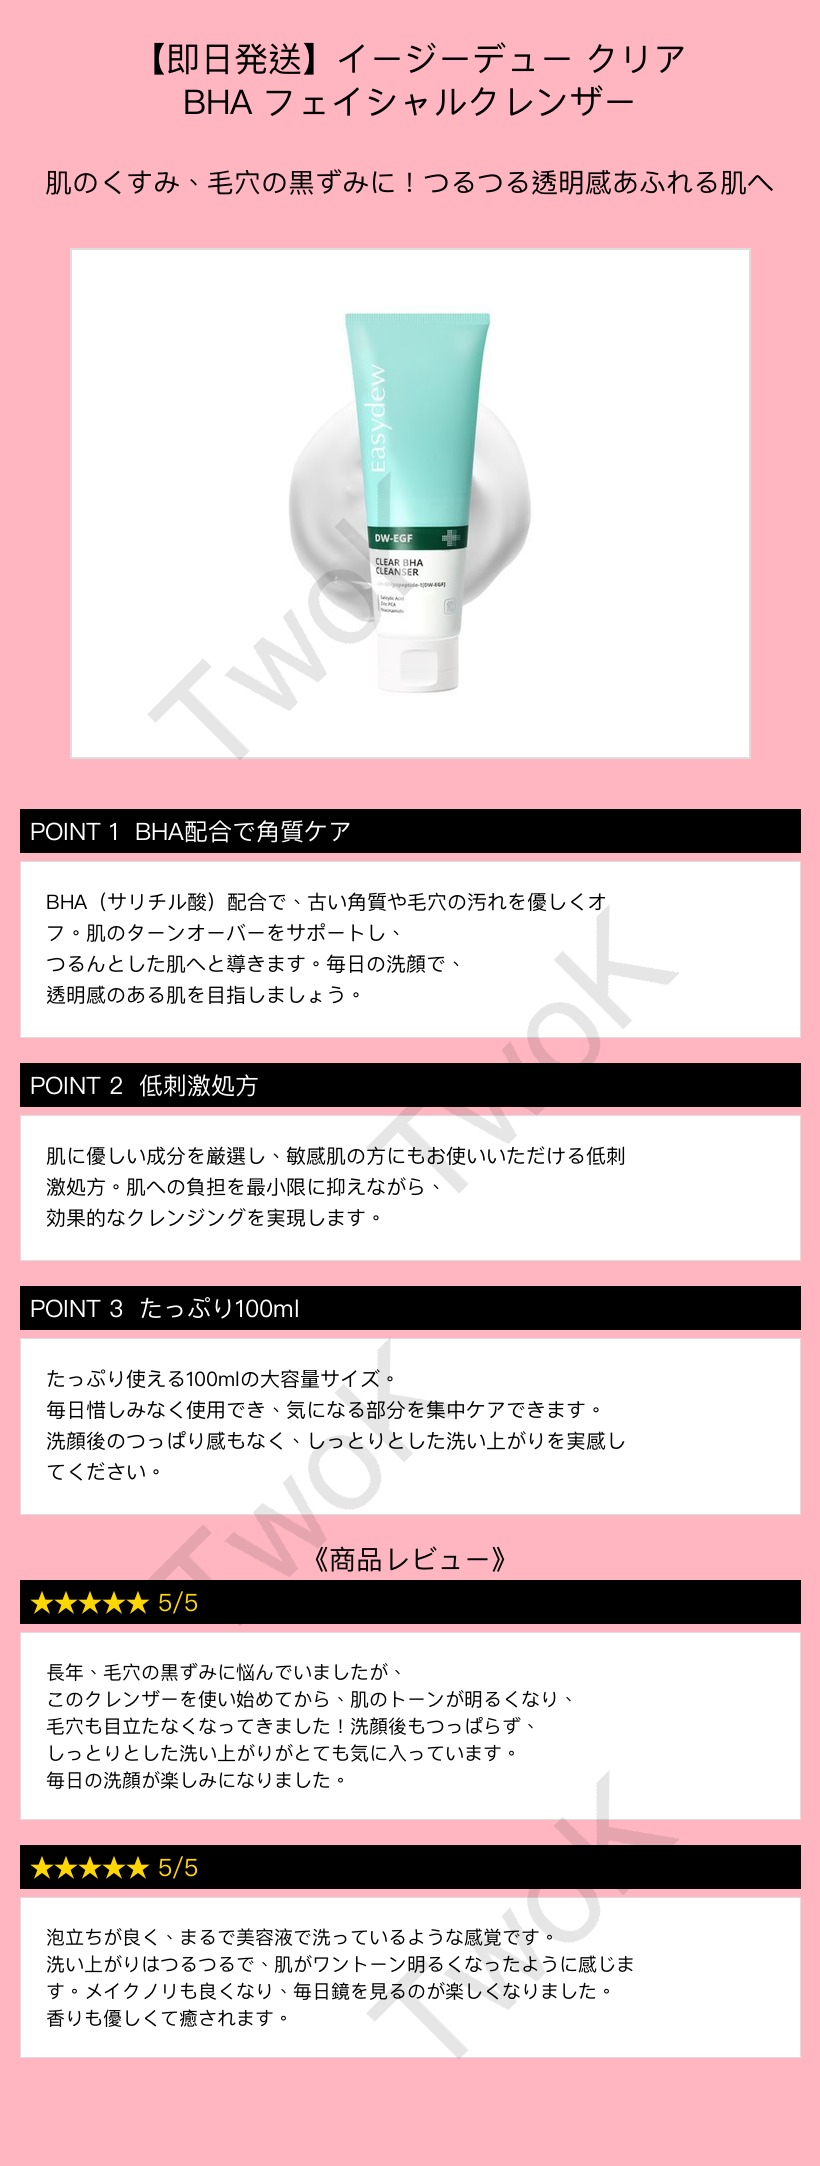 【即日発送】イージーデュー クリア
BHA フェイシャルクレンザー
肌のくすみ、毛穴の黒ずみに！つるつる透明感あふれる肌へ
Easydew
DW-EGF
CLEAR BHA
CLEANSER
Salicylic Acid
Zinc PCA
Niacinamide
TwoK
POINT 1 BHA配合で角質ケア
BHA（サリチル酸）配合で、古い角質や毛穴の汚れを優しくオ
フ。肌のターンオーバーをサポートし、
つるんとした肌へと導きます。毎日の洗顔で、
透明感のある肌を目指しましょう。
TwoK
POINT 2 低刺激処方
肌に優しい成分を厳選し、敏感肌の方にもお使いいただける低刺
激処方。肌への負担を最小限に抑えながら、
効果的なクレンジングを実現します。
POINT 3 たっぷり100ml
たっぷり使える100mlの大容量サイズ。
毎日惜しみなく使用でき、気になる部分を集中ケアできます。
洗顔後のつっぱり感もなく、しっとりとした洗い上がりを実感し
てください。
TwoK
《商品レビュー》
★★★★★ 5/5
長年、毛穴の黒ずみに悩んでいましたが、
このクレンザーを使い始めてから、肌のトーンが明るくなり、
毛穴も目立たなくなってきました！洗顔後もつっぱらず、
しっとりとした洗い上がりがとても気に入っています。
毎日の洗顔が楽しみになりました。
★★★★★ 5/5
泡立ちが良く、まるで美容液で洗っているような感覚です。
洗い上がりはつるつるで、肌がワントーン明るくなったように感じま
す。メイクノリも良くなり、毎日鏡を見るのが楽しくなりました。
香りも優しくて癒されます。
TwoK